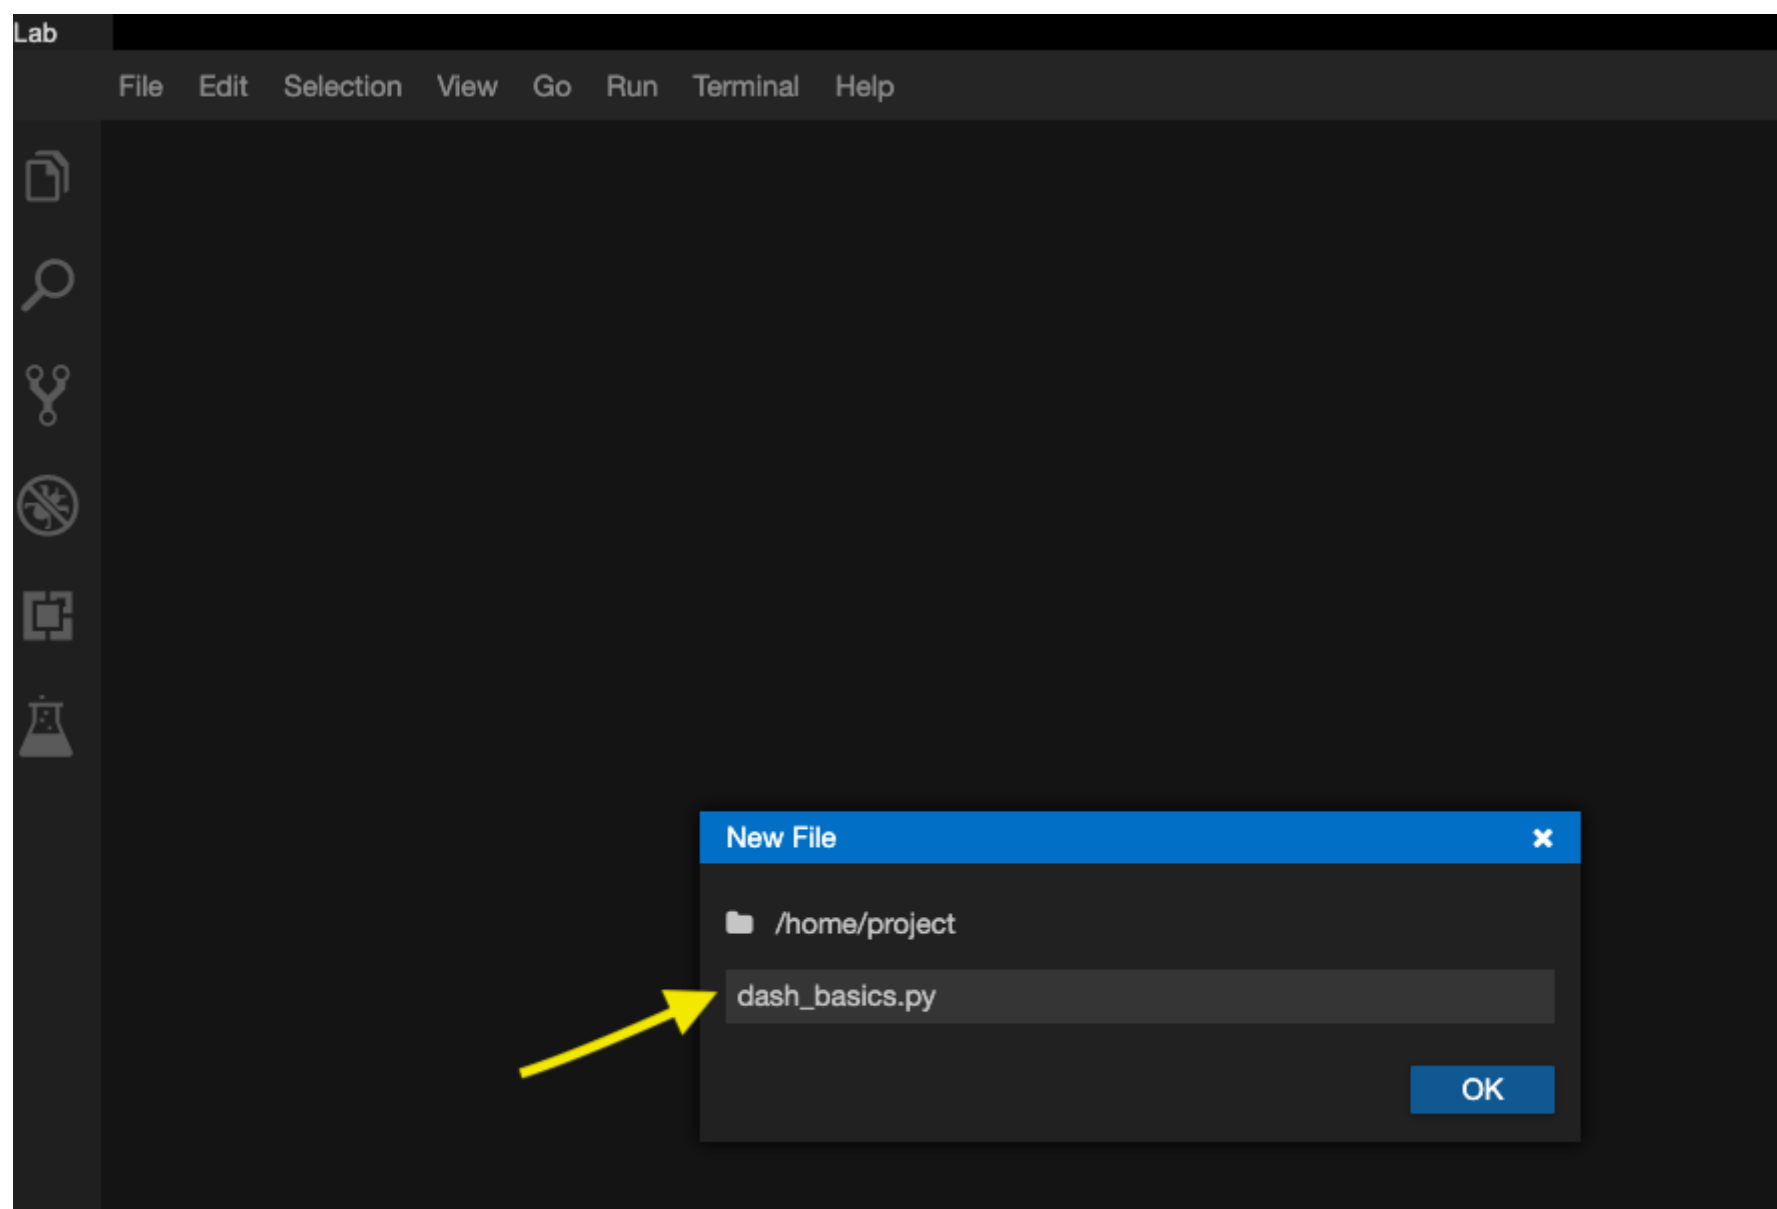 Lab
File Edit Selection View Go Run Terminal Help
New File
/home/project
dash_basics.py
OK